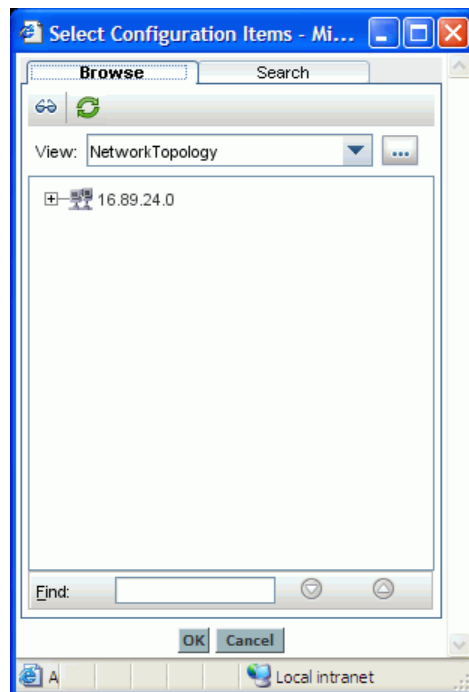 Select Configuration Items - Mi...
Browse Search
View: NetworkTopology ...
16.89.24.0
Find:
OK Cancel
A Local intranet